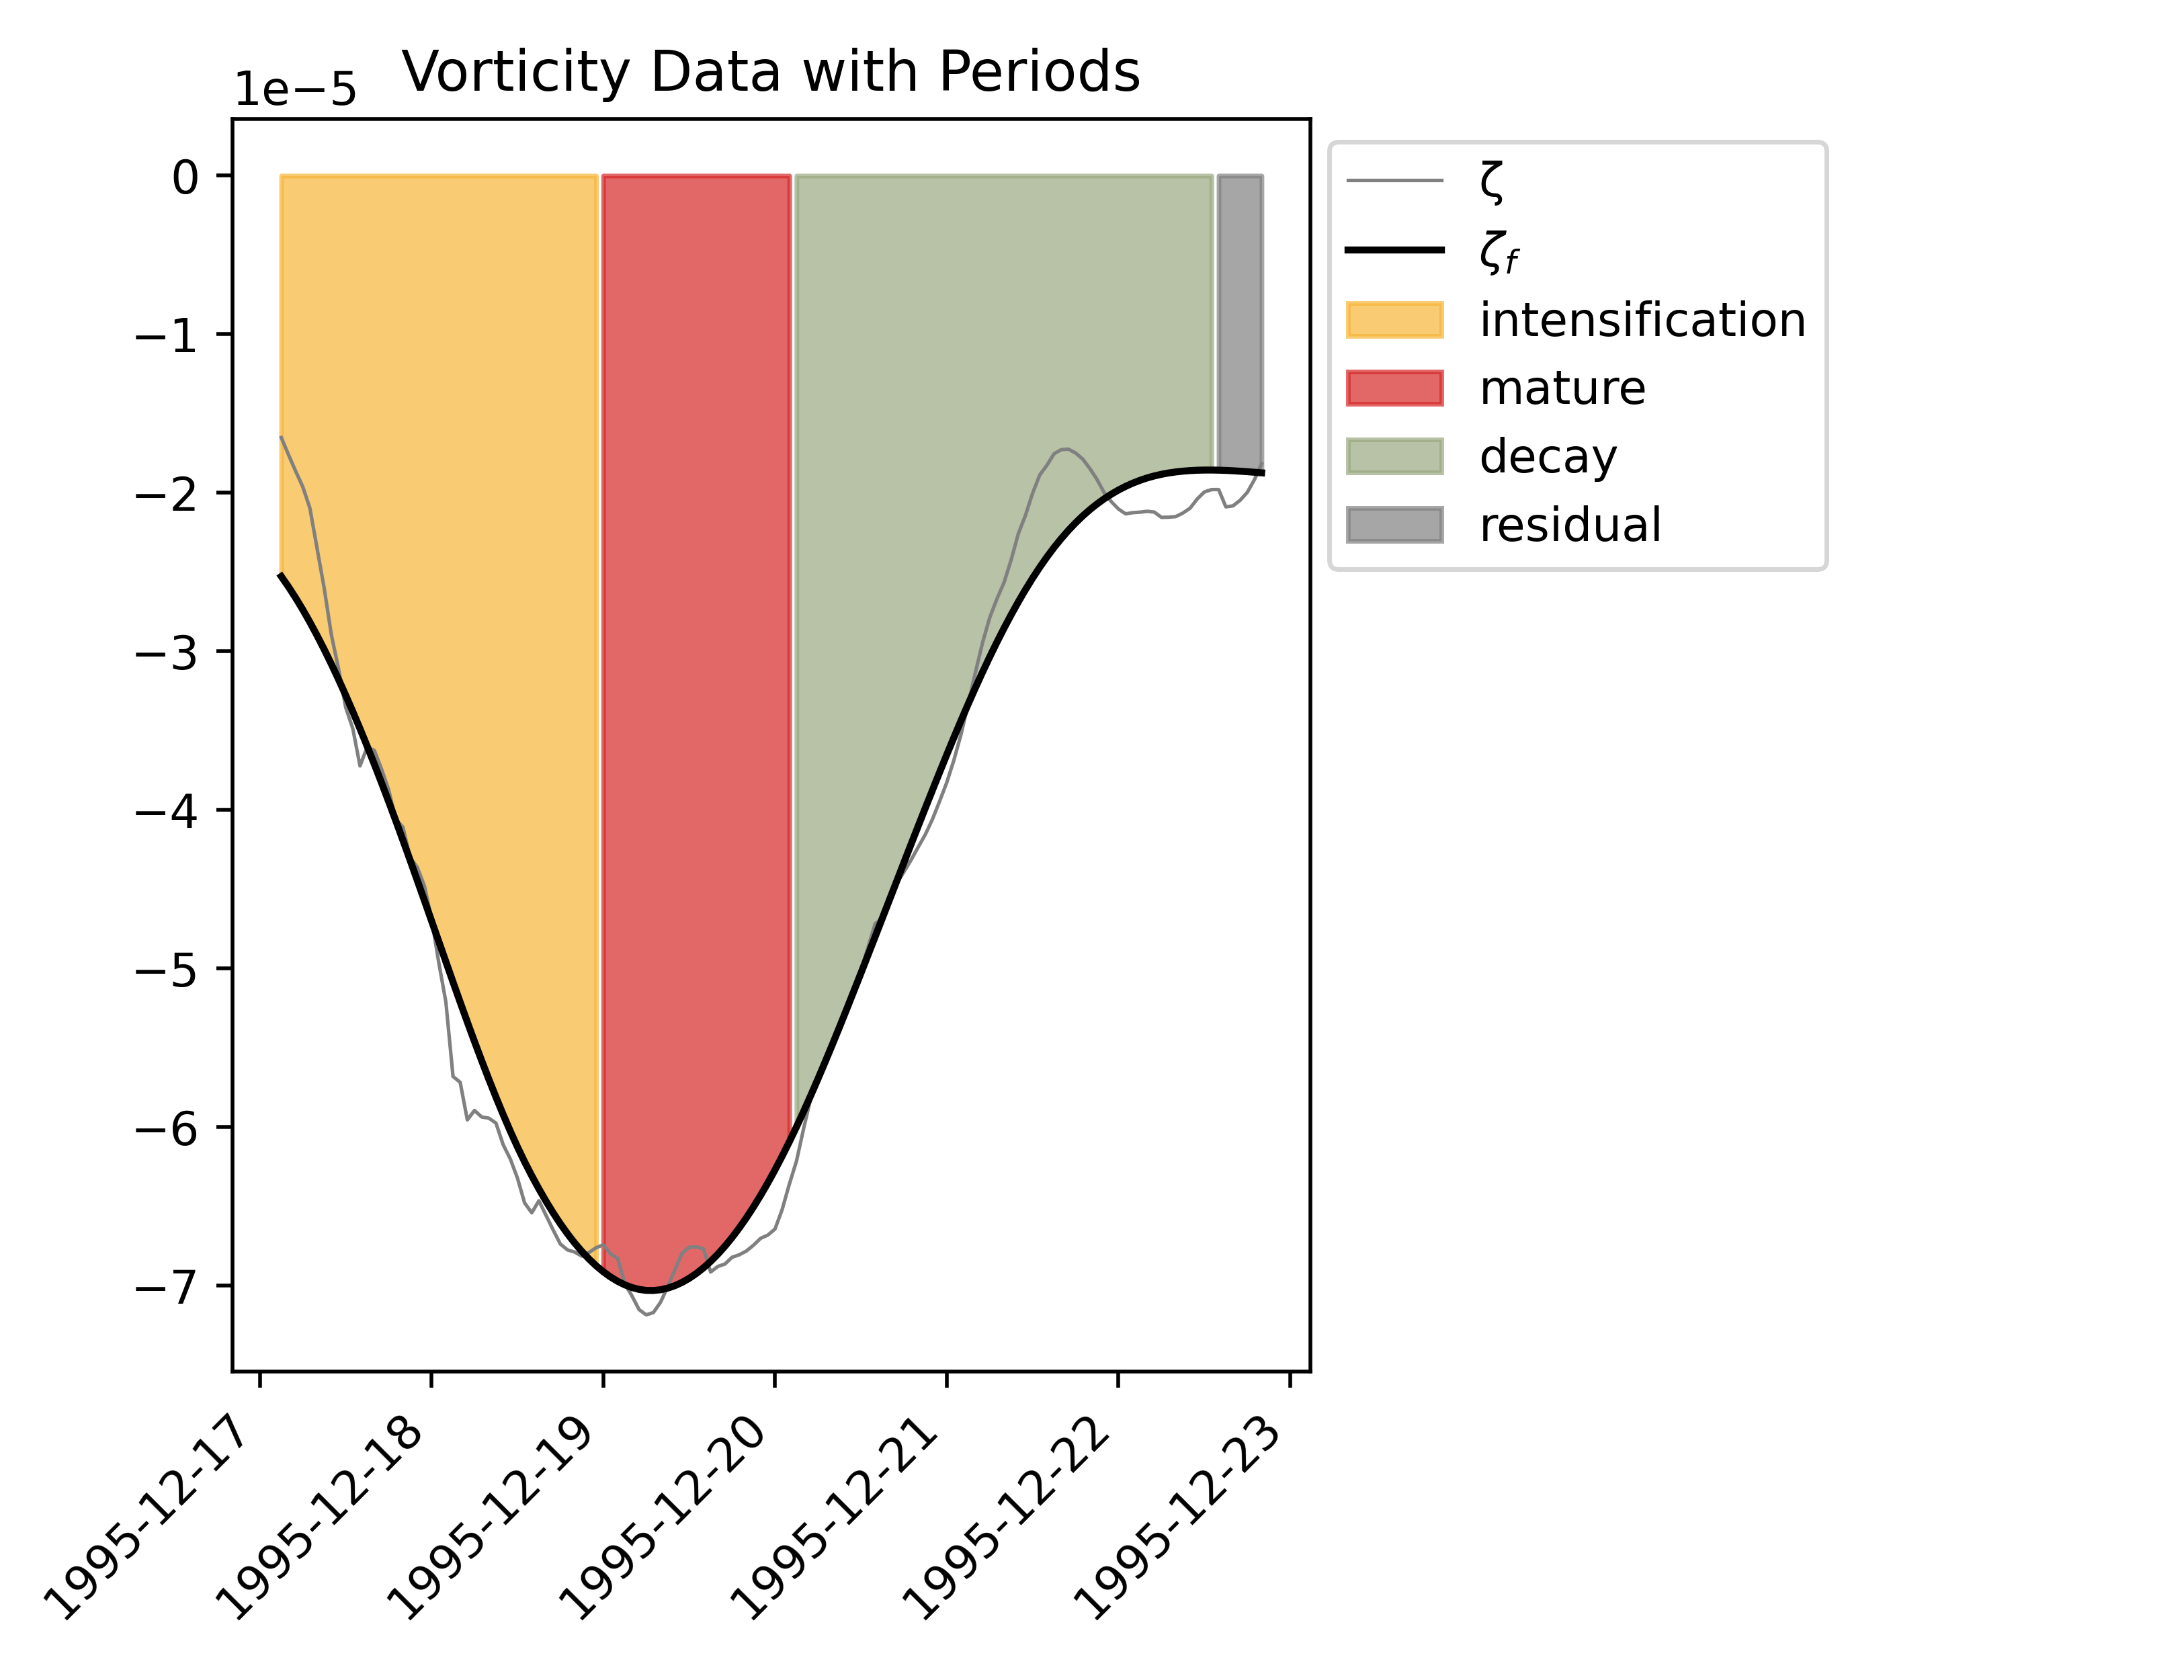 Vorticity Data with Periods
1e−5
0
−1
−2
−3
−4
−5
−6
−7
1995-12-17
1995-12-18
1995-12-19
1995-12-20
1995-12-21
1995-12-22
1995-12-23
ζ
ζf
intensification
mature
decay
residual